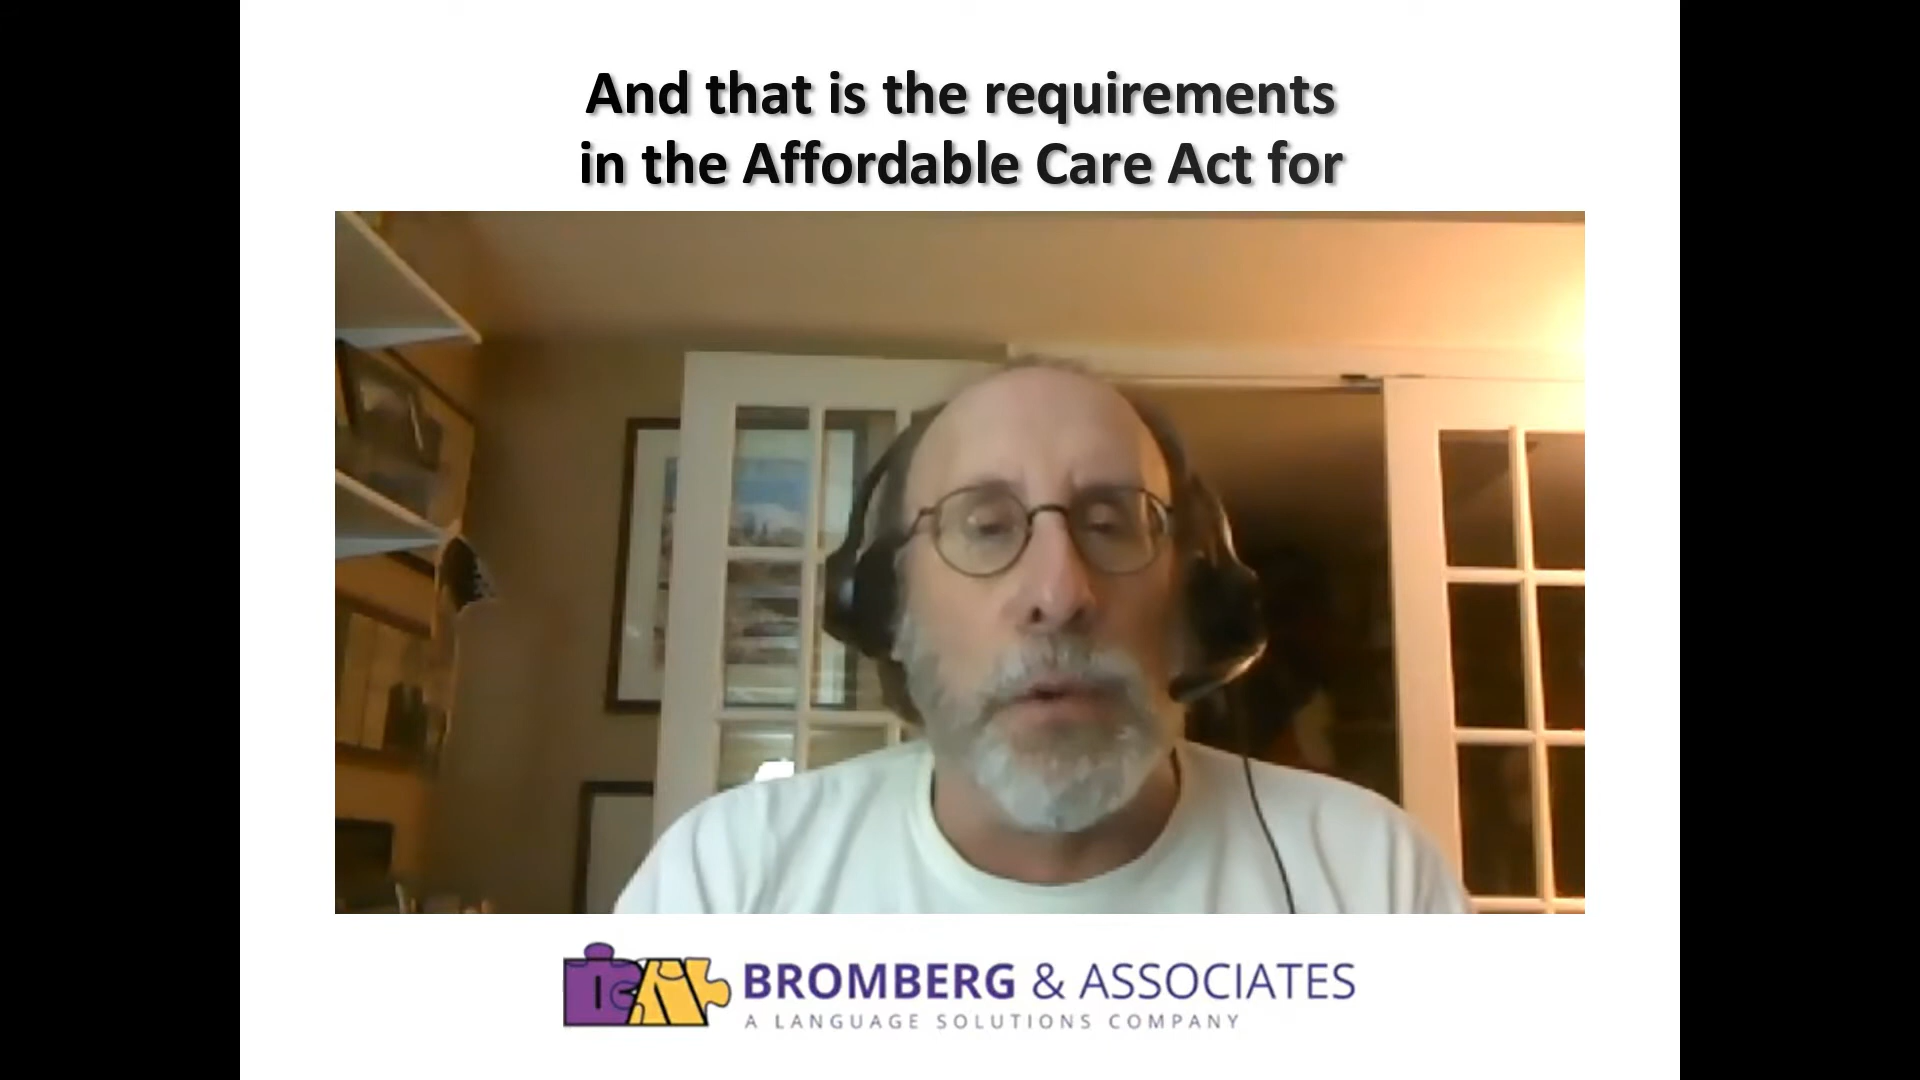 And that is the requirements
in the Affordable Care Act for
BROMBERG & ASSOCIATES
A LANGUAGE SOLUTIONS COMPANY